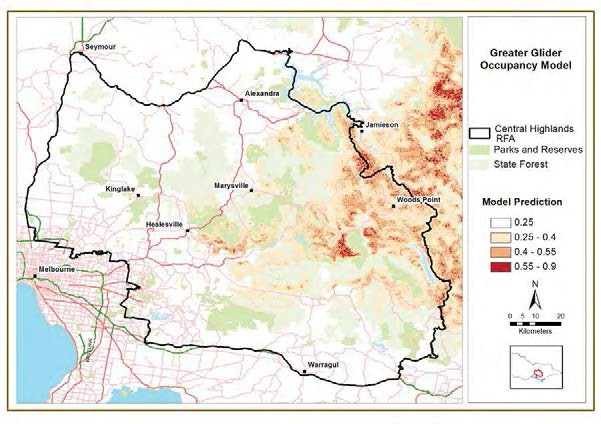 Greater Glider
Occupancy Model
Central Highlands
RFA
Parks and Reserves
State Forest
Model Prediction
0.25
0.25 - 0.4
0.4 - 0.55
0.55 - 0.9
N
0 5 10 20
Kilometers
Seymour
Alexandra
Jamieson
Kinglake
Marysville
Woods Point
Healesville
Melbourne
Warragul